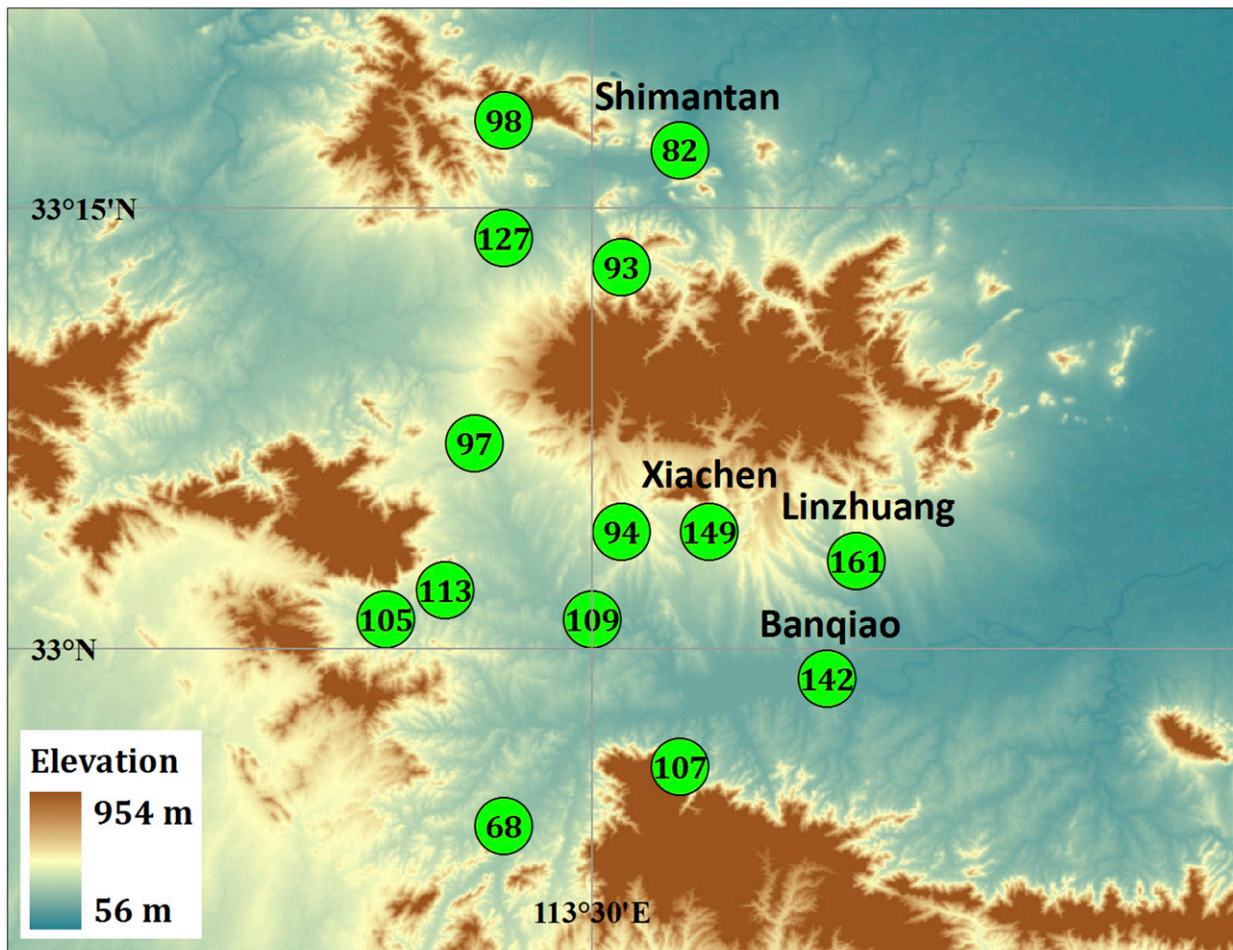 Shimantan
98
82
33°15'N
127
93
97
Xiachen
Linzhuang
94
149
161
113
105
109
Banqiao
33°N
142
Elevation
954 m
56 m
107
68
113°30'E